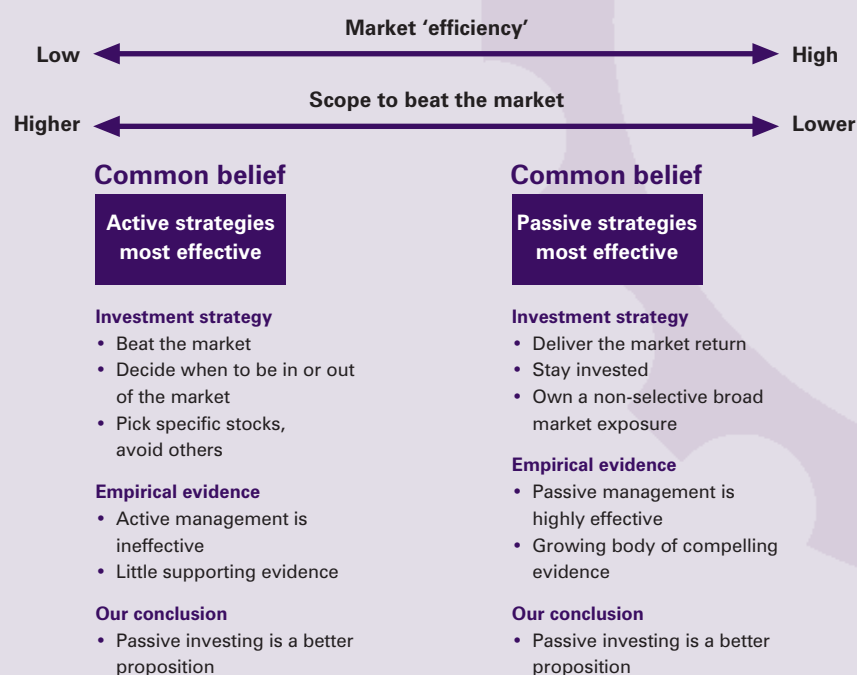 Market ‘efficiency’
Low
High
Scope to beat the market
Higher
Lower
Common belief
Active strategies
most effective
Investment strategy
• Beat the market
• Decide when to be in or out
of the market
• Pick specific stocks,
avoid others
Empirical evidence
• Active management is
ineffective
• Little supporting evidence
Our conclusion
• Passive investing is a better
proposition
Common belief
Passive strategies
most effective
Investment strategy
• Deliver the market return
• Stay invested
• Own a non-selective broad
market exposure
Empirical evidence
• Passive management is
highly effective
• Growing body of compelling
evidence
Our conclusion
• Passive investing is a better
proposition